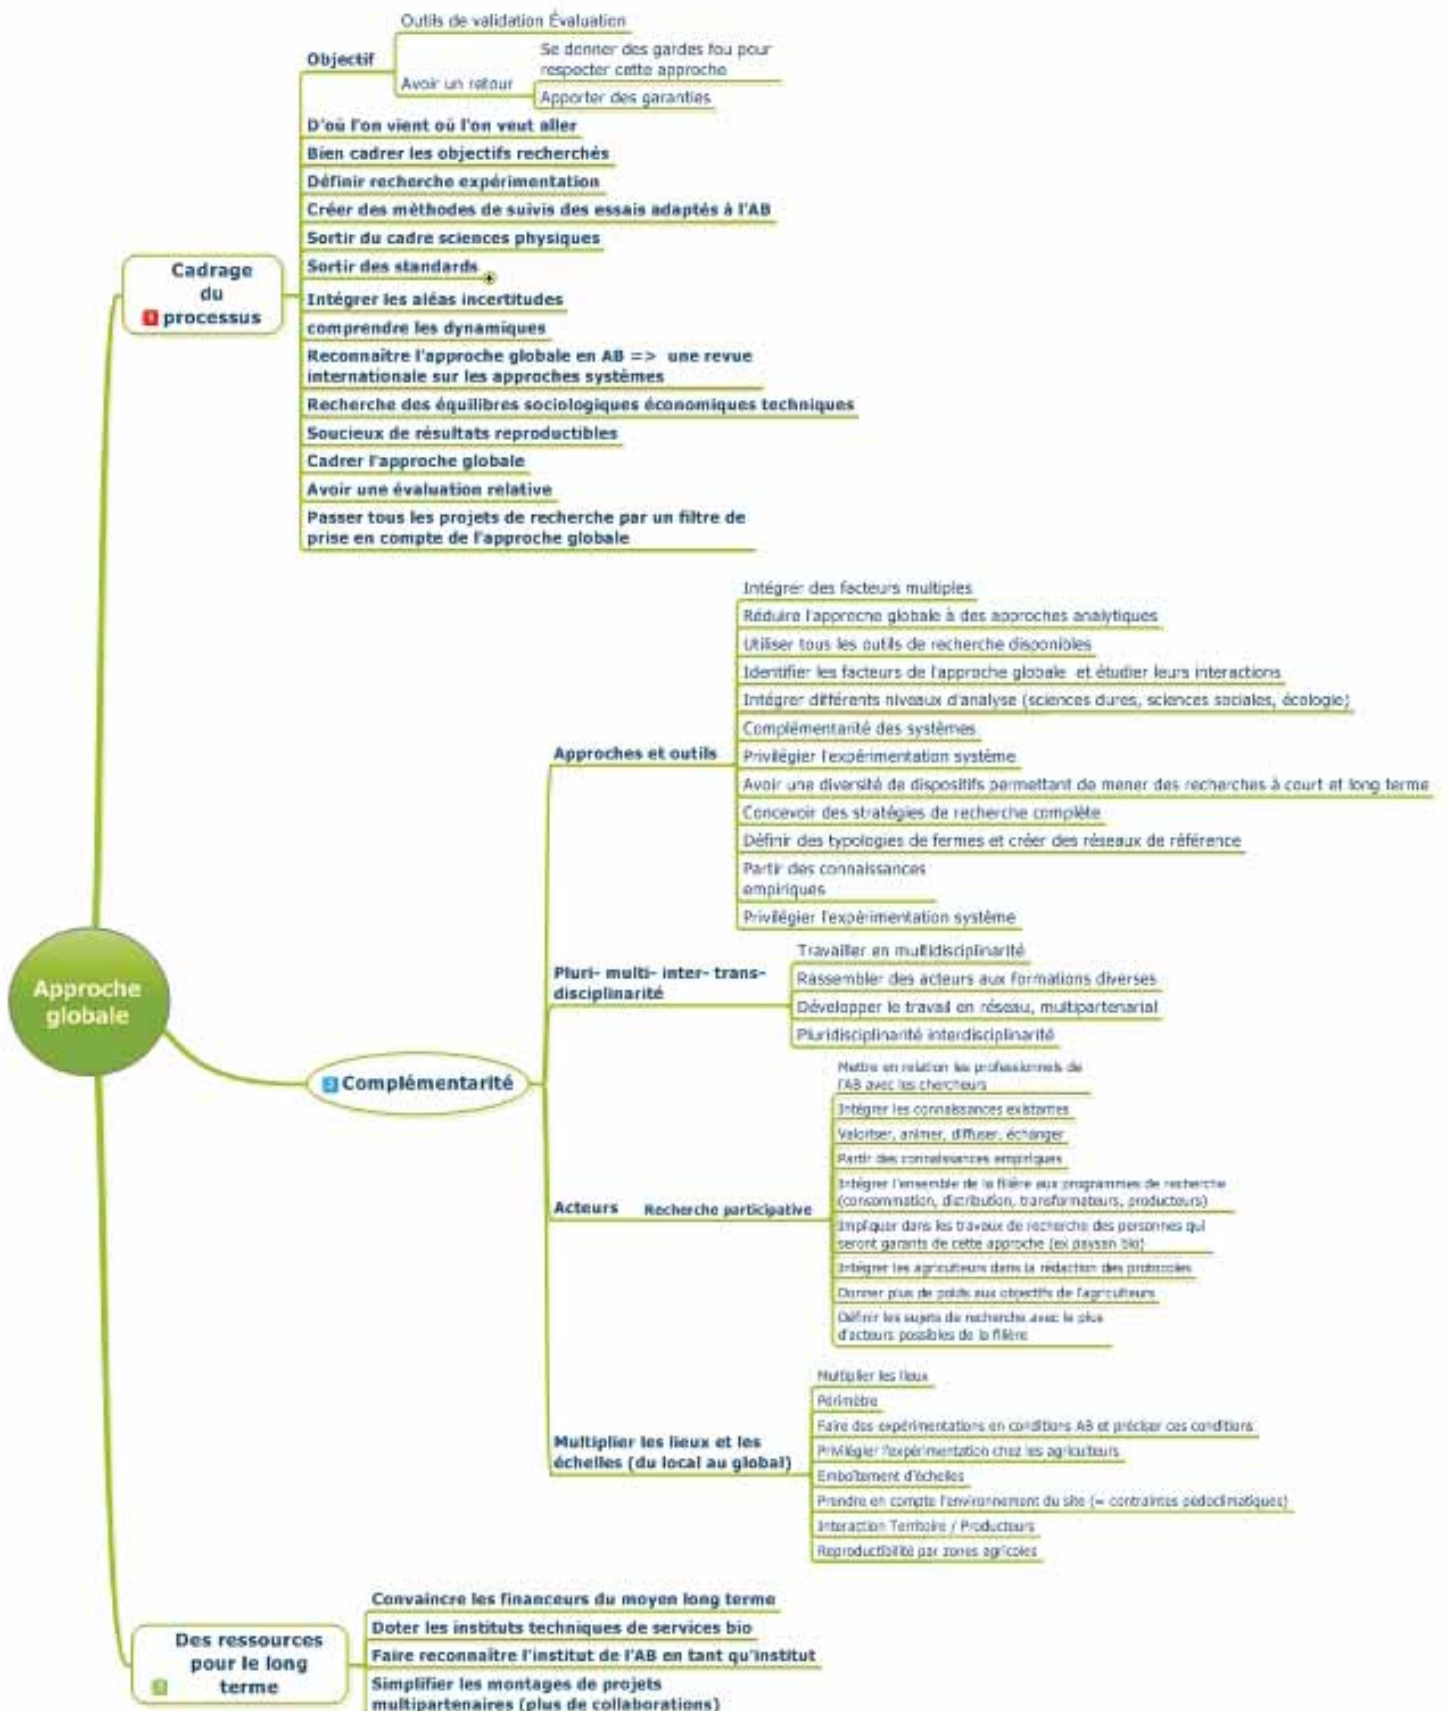 Outils de validation Évaluation
Objectif
Se donner des gardes fou pour
respecter cette approche
Avoir un retour
Apporter des garanties
D'où l'on vient où l'on veut aller
Bien cadrer les objectifs recherchés
Définir recherche expérimentation
Créer des méthodes de suivis des essais adaptés à l'AB
Sortir du cadre sciences physiques
Sortir des standards
Cadrage
du
1 processus
Intégrer les aléas incertitudes
comprendre les dynamiques
Reconnaître l'approche globale en AB => une revue
internationale sur les approches systèmes
Recherche des équilibres sociologiques économiques techniques
Soucieux de résultats reproductibles
Cadrer l'approche globale
Avoir une évaluation relative
Passer tous les projets de recherche par un filtre de
prise en compte de l'approche globale
Approche
globale
Complémentarité
Approches et outils
Intégrer des facteurs multiples
Réduire l'approche globale à des approches analytiques
Utiliser tous les outils de recherche disponibles
Identifier les facteurs de l'approche globale et étudier leurs interactions
Intégrer différents niveaux d'analyse (sciences dures, sciences sociales, écologie)
Complémentarité des systèmes
Privilégier l'expérimentation système
Avoir une diversité de dispositifs permettant de mener des recherches à court et long terme
Concevoir des stratégies de recherche complète
Définir des typologies de fermes et créer des réseaux de référence
Partir des connaissances
empiriques
Privilégier l'expérimentation système
Pluri- multi- inter- trans-
disciplinarité
Travailler en multidisciplinarité
Rassembler des acteurs aux formations diverses
Développer le travail en réseau, multipartenarial
Pluridisciplinarité interdisciplinarité
Acteurs
Recherche participative
Mettre en relation les professionnels de
l'AB avec les chercheurs
Intégrer les connaissances existantes
Valoriser, animer, diffuser, échanger
Partir des connaissances empiriques
Intégrer l'ensemble de la filière aux programmes de recherche
(consommation, distribution, transformateurs, producteurs)
Impliquer dans les travaux de recherche des personnes qui
seront garants de cette approche (ex paysan bio)
Intégrer les agriculteurs dans la rédaction des protocoles
Donner plus de poids aux objectifs de l'agriculteurs
Définir les sujets de recherche avec le plus
d'acteurs possibles de la filière
Multiplier les lieux et les
échelles (du local au global)
Multiplier les lieux
Périmètre
Faire des expérimentations en conditions AB et préciser ces conditions
Privilégier l'expérimentation chez les agriculteurs
Emboîtement d'échelles
Prendre en compte l'environnement du site (= contraintes pédoclimatiques)
Interaction Territoire / Producteurs
Reproductibilité par zones agricoles
Des ressources
pour le long
terme
Convaincre les financeurs du moyen long terme
Doter les instituts techniques de services bio
Faire reconnaître l'institut de l'AB en tant qu'institut
Simplifier les montages de projets
multipartenaires (plus de collaborations)